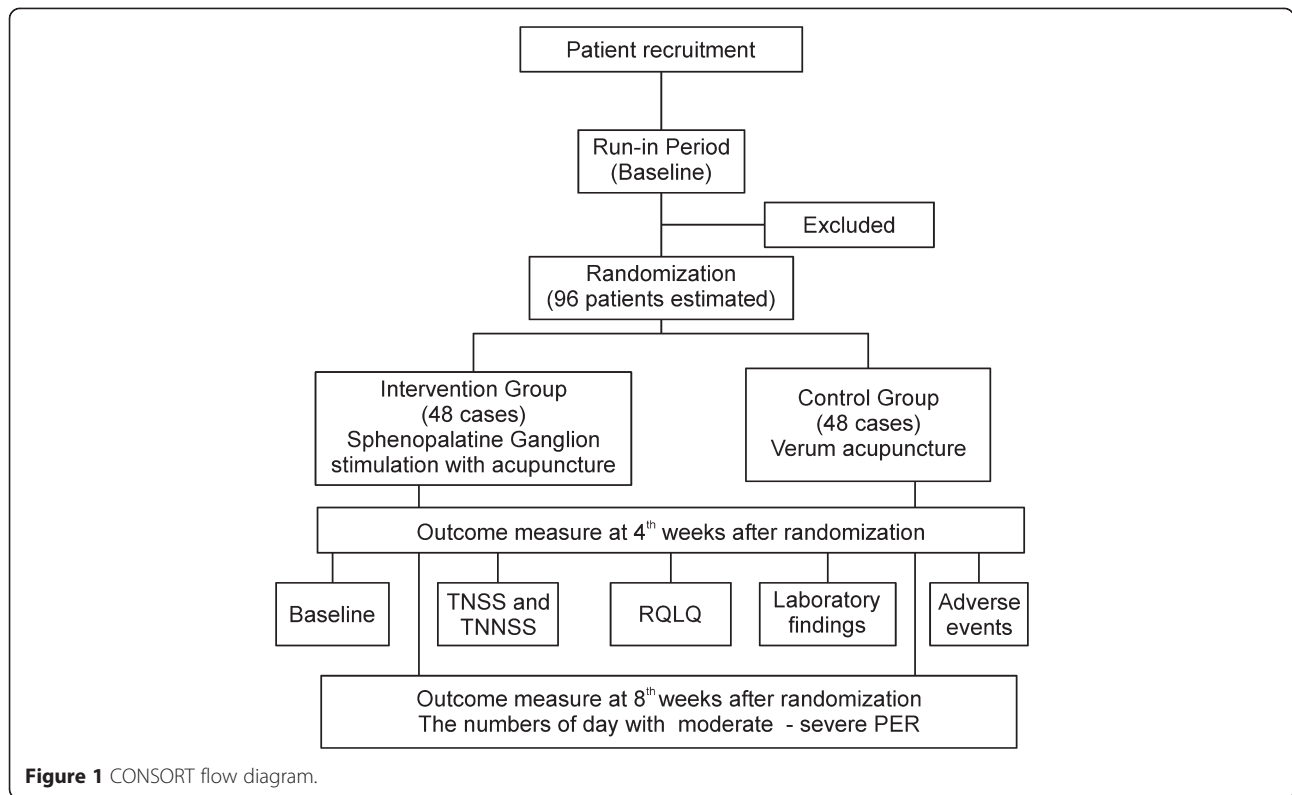 Patient recruitment
Run-in Period
(Baseline)
Excluded
Randomization
(96 patients estimated)
Intervention Group
(48 cases)
Sphenopalatine Ganglion
stimulation with acupuncture
Control Group
(48 cases)
Verum acupuncture
Outcome measure at 4th weeks after randomization
Baseline
TNSS and
TNNSS
RQLQ
Laboratory
findings
Adverse
events
Outcome measure at 8th weeks after randomization
The numbers of day with moderate - severe PER
Figure 1 CONSORT flow diagram.